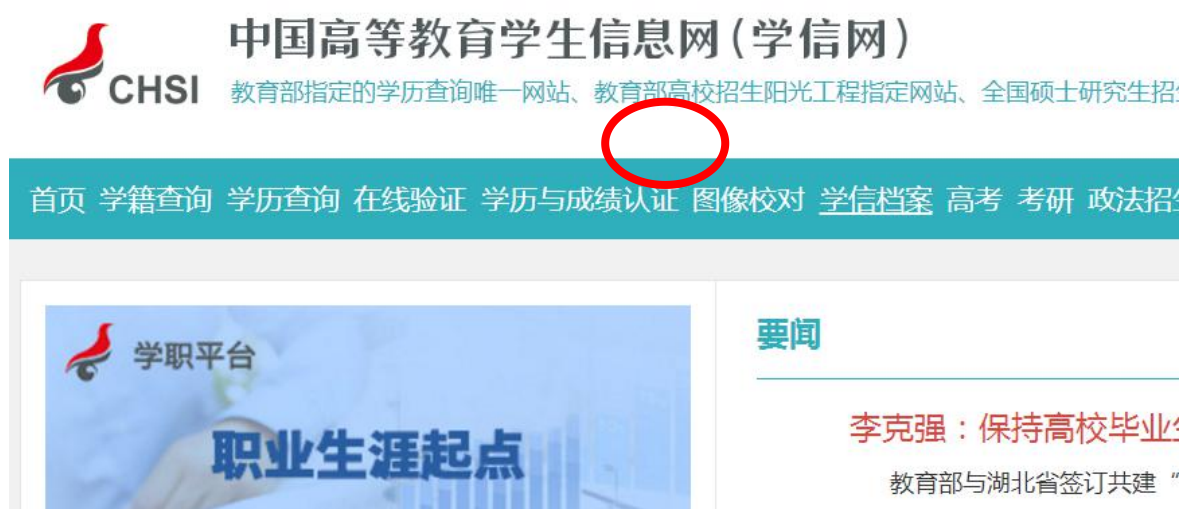 中国高等教育学生信息网(学信网)
CHSI
教育部指定的学历查询唯一网站、教育部高校招生阳光工程指定网站、全国硕士研究生招
首页 学籍查询 学历查询 在线验证 学历与成绩认证 图像校对 学信档案 高考 考研 政法招
学职平台
职业生涯起点
要闻
李克强：保持高校毕业
教育部与湖北省签订共建“